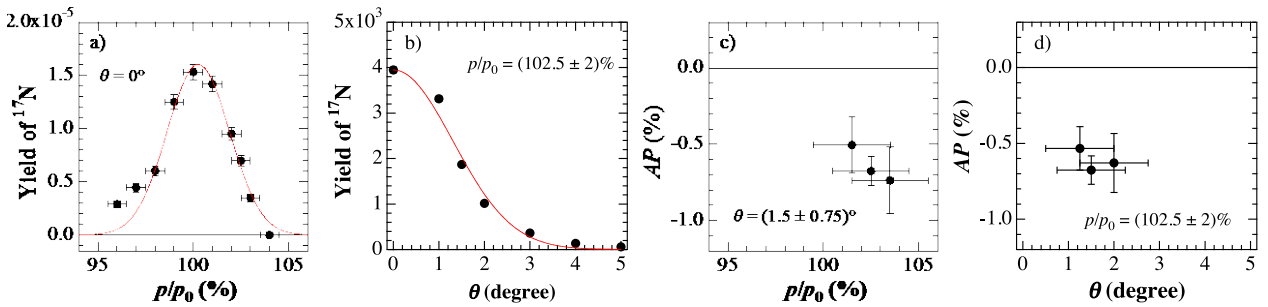 2.0x10⁻⁵
1.5
1.0
0.5
0.0
Yield of ¹⁷N
a)
θ = 0°
95
100
105
p/p₀ (%)
5x10³
4
3
2
1
0
Yield of ¹⁷N
b)
p/p₀ = (102.5 ± 2)%
0
1
2
3
4
5
θ (degree)
c)
0.0
-0.5
-1.0
AP (%)
θ = (1.5 ± 0.75)°
95
100
105
p/p₀ (%)
d)
0.0
-0.5
-1.0
AP (%)
p/p₀ = (102.5 ± 2)%
0
1
2
3
4
5
θ (degree)